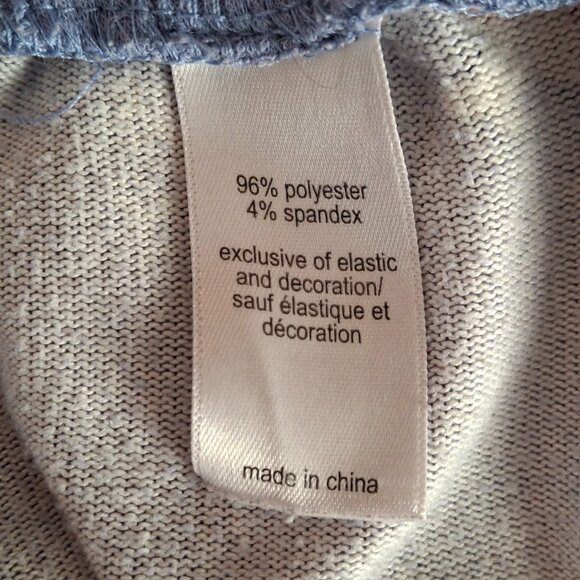 96% polyester
4% spandex
exclusive of elastic
and decoration/
sauf élastique et
décoration
made in china